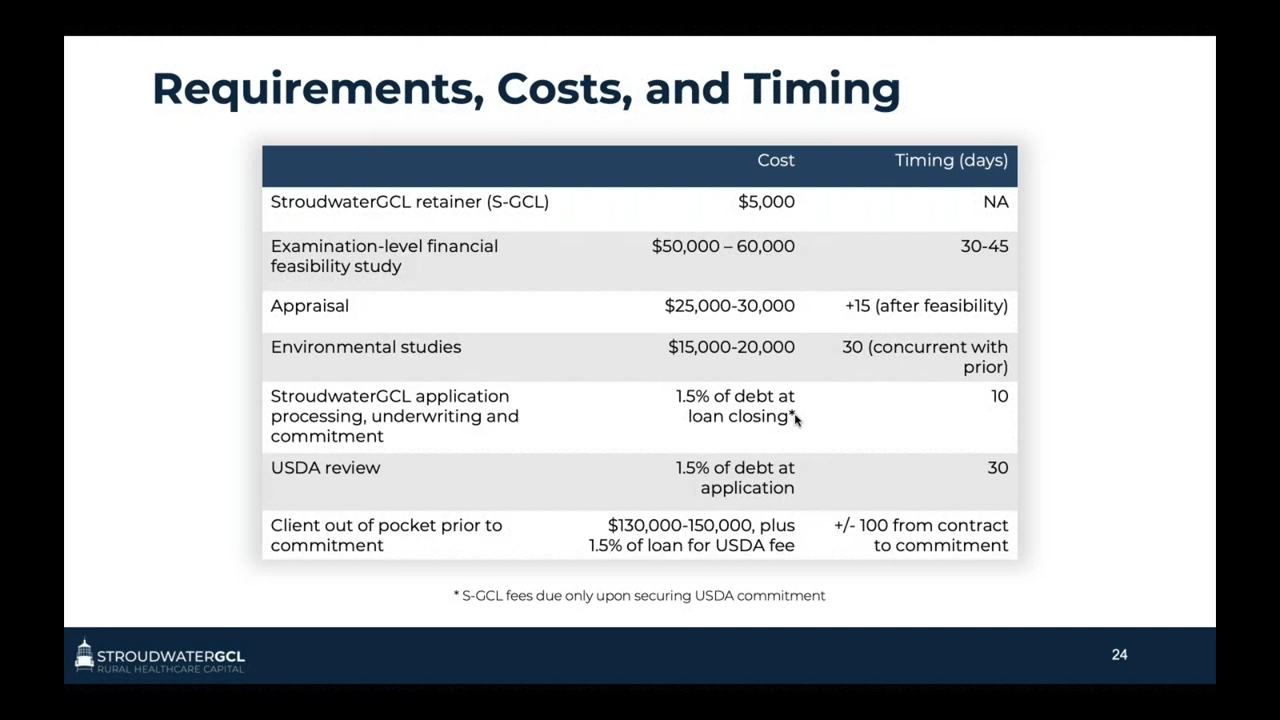 Requirements, Costs, and Timing
Cost Timing (days)
StroudwaterGCL retainer (S-GCL) $5,000 NA
Examination-level financial $50,000 – 60,000 30-45
feasibility study
Appraisal $25,000-30,000 +15 (after feasibility)
Environmental studies $15,000-20,000 30 (concurrent with
prior)
StroudwaterGCL application 1.5% of debt at 10
processing, underwriting and loan closing*
commitment
USDA review 1.5% of debt at 30
application
Client out of pocket prior to $130,000-150,000, plus +/- 100 from contract
commitment 1.5% of loan for USDA fee to commitment
* S-GCL fees due only upon securing USDA commitment
STROUDWATERGCL
RURAL HEALTHCARE CAPITAL
24